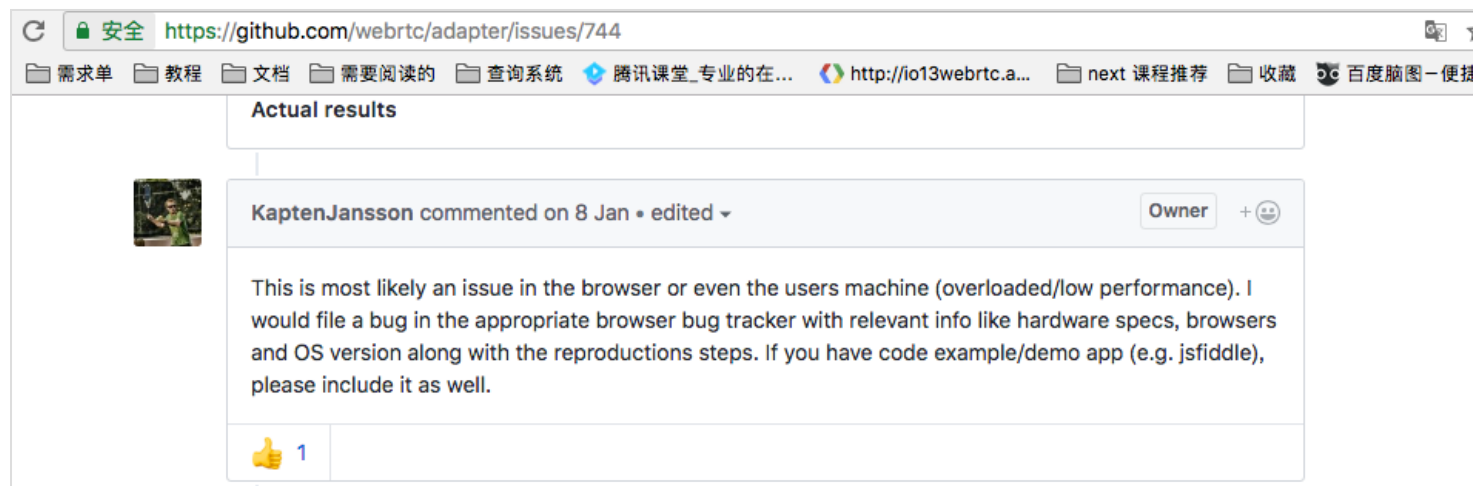 安全 https://github.com/webrtc/adapter/issues/744
需求单 教程 文档 需要阅读的 查询系统 腾讯课堂_专业的在... http://io13webrtc.a... next 课程推荐 收藏 百度脑图－便捷
Actual results
KaptenJansson commented on 8 Jan • edited
Owner
This is most likely an issue in the browser or even the users machine (overloaded/low performance). I
would file a bug in the appropriate browser bug tracker with relevant info like hardware specs, browsers
and OS version along with the reproductions steps. If you have code example/demo app (e.g. jsfiddle),
please include it as well.
1